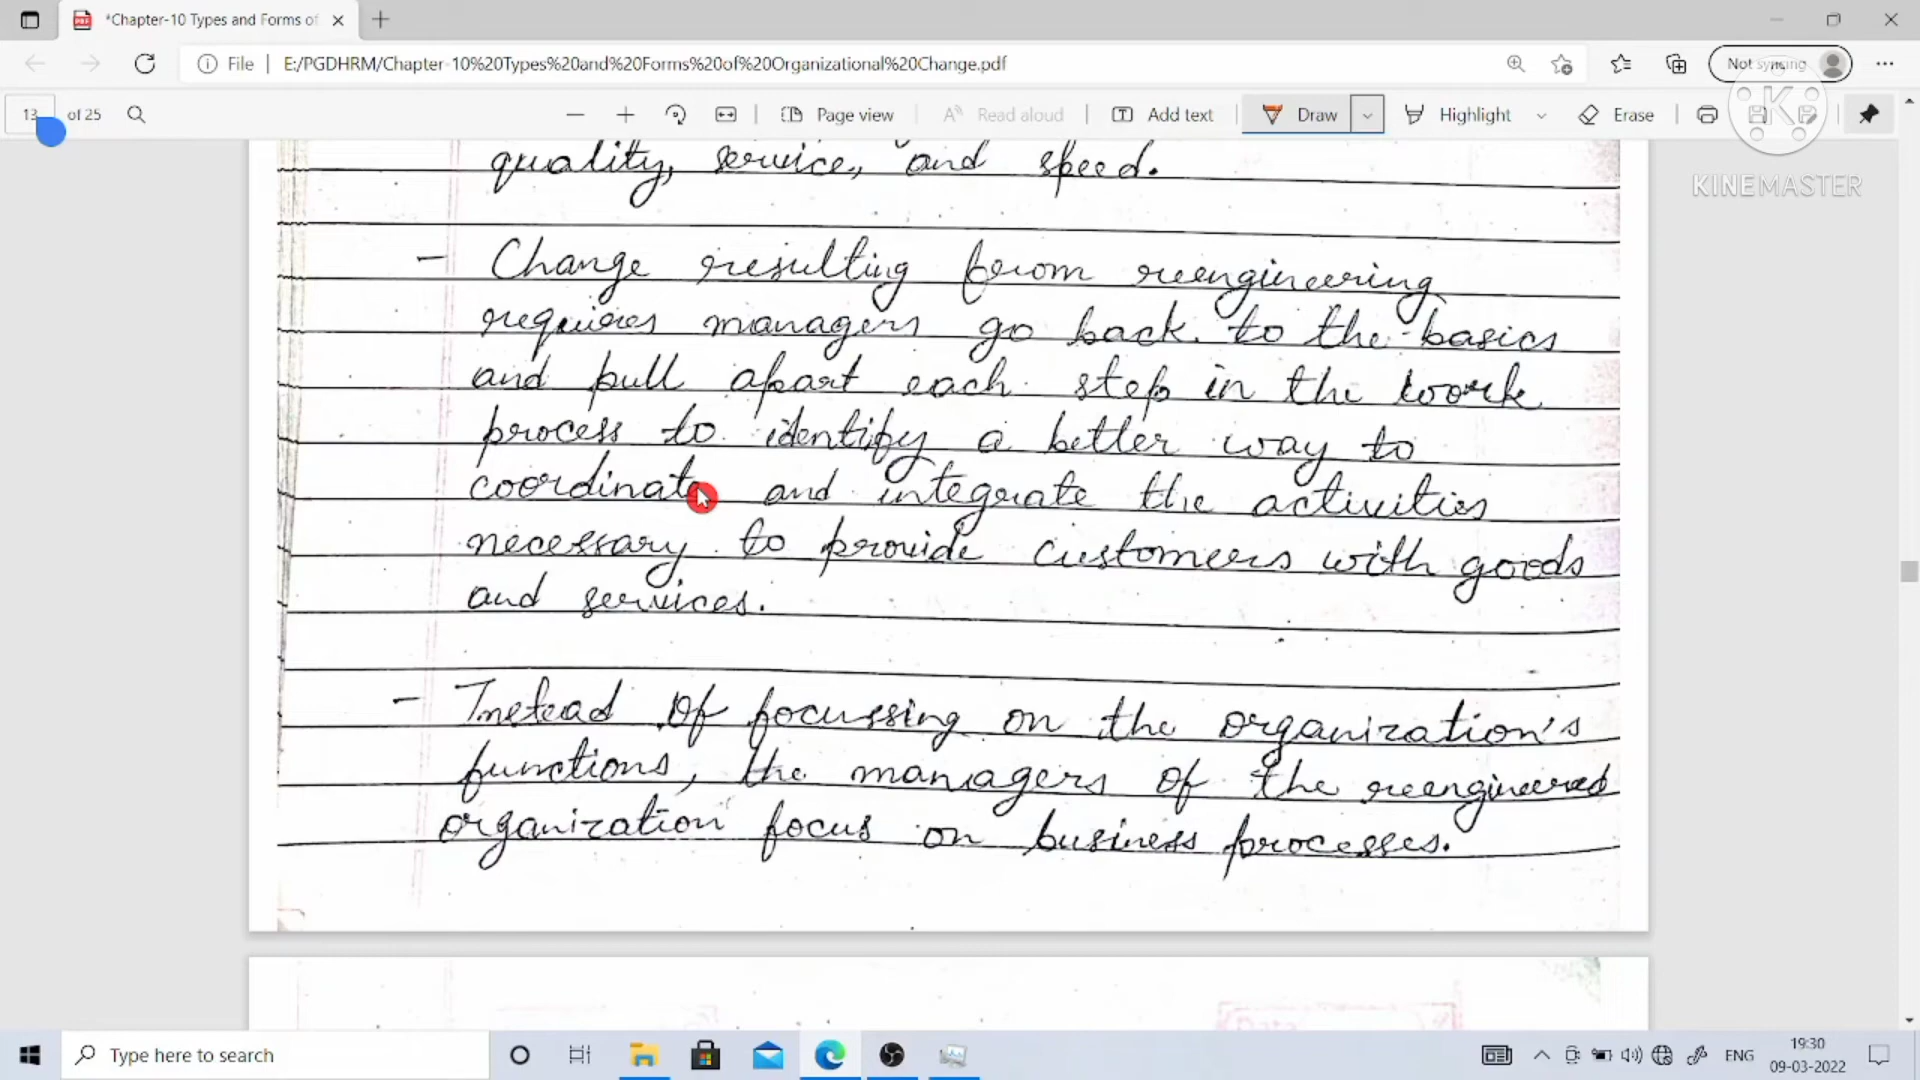 *Chapter-10 Types and Forms of
File
E:/PGDHRM/Chapter-10%20Types%20and%20Forms%20of%20Organizational%20Change.pdf
Not syncing
13 of 25
Page view
Read aloud
Add text
Draw
Highlight
Erase
KINEMASTER
quality, service, and speed.
- Change resulting from reengineering
requires managers go back to the basics
and pull apart each step in the work
process to identify a better way to
coordinate and integrate the activities
necessary to provide customers with goods
and services.
- Instead of focussing on the organization's
functions, the managers of the reengineered
organization focus on business processes.
Type here to search
ENG
19:30
09-03-2022